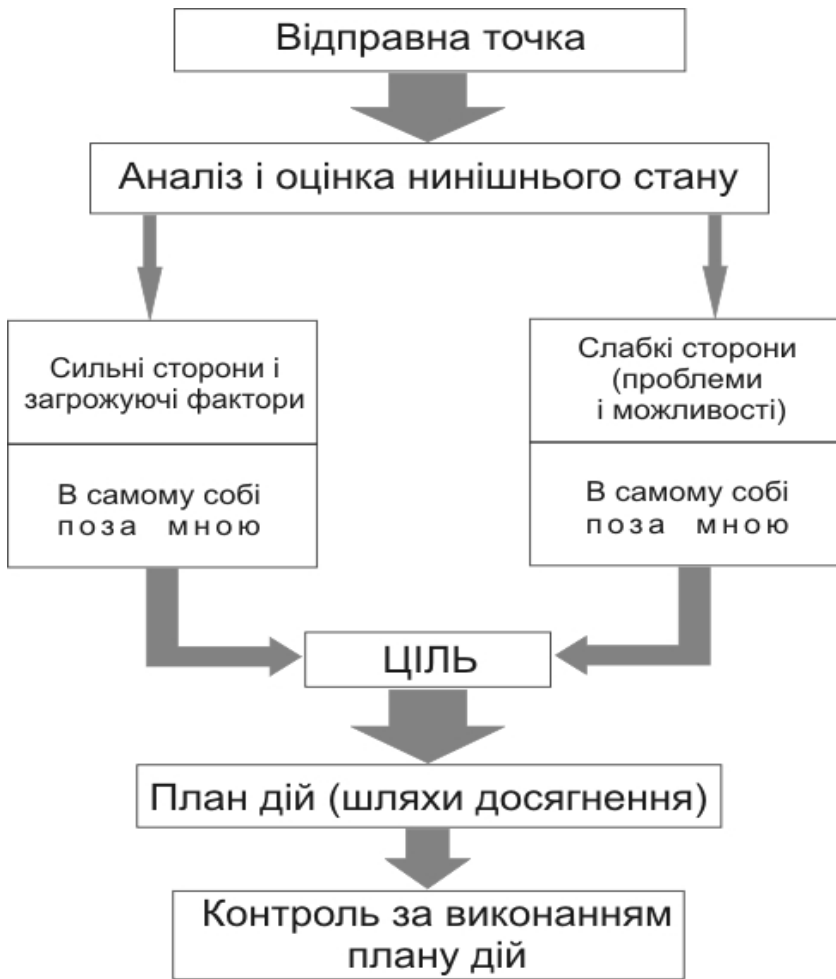 Відправна точка
Аналіз і оцінка нинішнього стану
Сильні сторони і
загрожуючі фактори
В самому собі
поза мною
Слабкі сторони
(проблеми
і можливості)
В самому собі
поза мною
ЦІЛЬ
План дій (шляхи досягнення)
Контроль за виконанням
плану дій